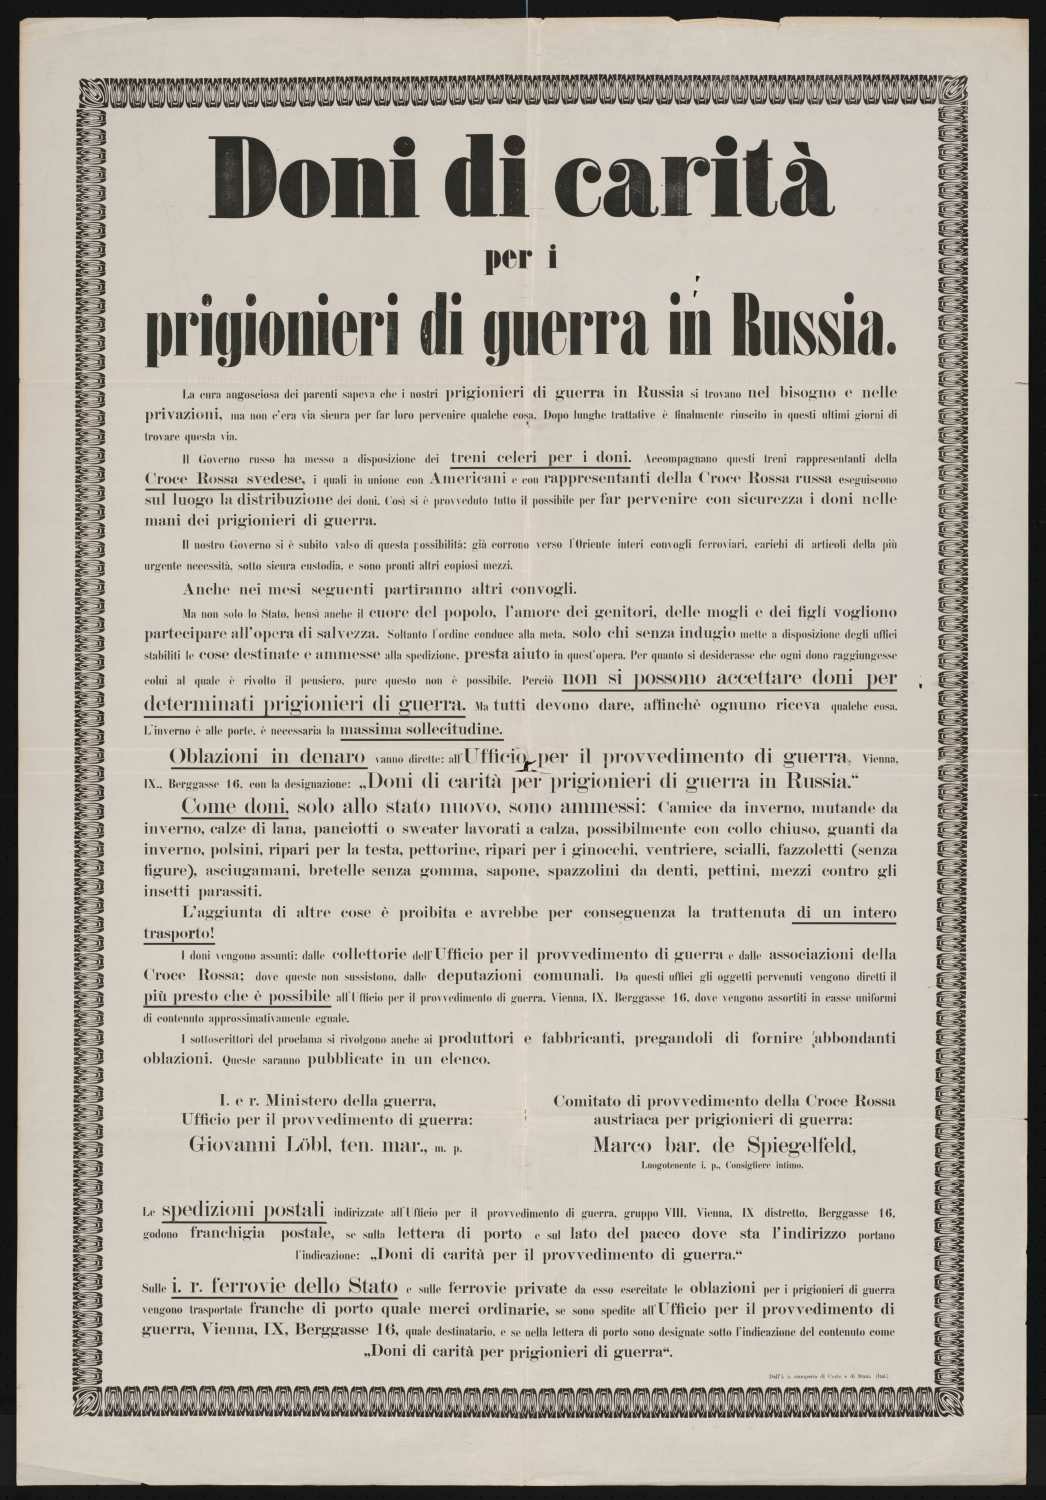 Doni di carità
per i
prigionieri di guerra in Russia.
La cura angosciosa dei parenti sapeva che i nostri prigionieri di guerra in Russia si trovano nel bisogno e nelle
privazioni, ma non c'era via sicura per far loro pervenire qualche cosa. Dopo lunghe trattative è finalmente riuscito in questi ultimi giorni di
trovare questa via.
Il Governo russo ha messo a disposizione dei treni celeri per i doni. Accompagnano questi treni rappresentanti della
Croce Rossa svedese, i quali in unione con Americani e con rappresentanti della Croce Rossa russa eseguiscono
sul luogo la distribuzione dei doni. Così si è provveduto tutto il possibile per far pervenire con sicurezza i doni nelle
mani dei prigionieri di guerra.
Il nostro Governo si è subito valso di questa possibilità: già corrono verso l'Oriente interi convogli ferroviari, carichi di articoli della più
urgente necessità, sotto sicura custodia, e sono pronti altri copiosi mezzi.
Anche nei mesi seguenti partiranno altri convogli.
Ma non solo lo Stato, bensì anche il cuore del popolo, l'amore dei genitori, delle mogli e dei figli vogliono
partecipare all'opera di salvezza. Soltanto l'ordine conduce alla meta, solo chi senza indugio mette a disposizione degli uffici
stabiliti le cose destinate e ammesse alla spedizione, presta aiuto in quest'opera. Per quanto si desiderasse che ogni dono raggiungesse
colui al quale è rivolto il pensiero, pure questo non è possibile. Perciò non si possono accettare doni per
determinati prigionieri di guerra. Ma tutti devono dare, affinchè ognuno riceva qualche cosa.
L'inverno è alle porte, è necessaria la massima sollecitudine.
Oblazioni in denaro vanno dirette: all'Ufficio per il provvedimento di guerra, Vienna,
IX., Berggasse 16, con la designazione: „Doni di carità per prigionieri di guerra in Russia.“
Come doni, solo allo stato nuovo, sono ammessi: Camice da inverno, mutande da
inverno, calze di lana, panciotti o sweater lavorati a calza, possibilmente con collo chiuso, guanti da
inverno, polsini, ripari per la testa, pettorine, ripari per i ginocchi, ventriere, scialli, fazzoletti (senza
figure), asciugamani, bretelle senza gomma, sapone, spazzolini da denti, pettini, mezzi contro gli
insetti parassiti.
L'aggiunta di altre cose è proibita e avrebbe per conseguenza la trattenuta di un intero
trasporto!
I doni vengono assunti: dalle collettorie dell'Ufficio per il provvedimento di guerra e dalle associazioni della
Croce Rossa; dove queste non sussistono, dalle deputazioni comunali. Da questi uffici gli oggetti pervenuti vengono diretti il
più presto che è possibile all'Ufficio per il provvedimento di guerra, Vienna, IX, Berggasse 16, dove vengono assortiti in casse uniformi
di contenuto approssimativamente eguale.
I sottoscrittori del proclama si rivolgono anche ai produttori e fabbricanti, pregandoli di fornire abbondanti
oblazioni. Queste saranno pubblicate in un elenco.
I. e r. Ministero della guerra,
Ufficio per il provvedimento di guerra:
Giovanni Löbl, ten. mar., m. p.
Comitato di provvedimento della Croce Rossa
austriaca per prigionieri di guerra:
Marco bar. de Spiegelfeld,
Luogotenente i. p., Consigliere intimo.
Le spedizioni postali indirizzate all'Ufficio per il provvedimento di guerra, gruppo VIII, Vienna, IX distretto, Berggasse 16,
godono franchigia postale, se sulla lettera di porto e sul lato del pacco dove sta l'indirizzo portano
l'indicazione: „Doni di carità per il provvedimento di guerra.“
Sulle i. r. ferrovie dello Stato e sulle ferrovie private da esso esercitate le oblazioni per i prigionieri di guerra
vengono trasportate franche di porto quale merci ordinarie, se sono spedite all'Ufficio per il provvedimento di
guerra, Vienna, IX, Berggasse 16, quale destinatario, e se nella lettera di porto sono designate sotto l'indicazione del contenuto come
„Doni di carità per prigionieri di guerra“.
Dall'i. r. stamperia di Corte e di Stato. (Ital.)